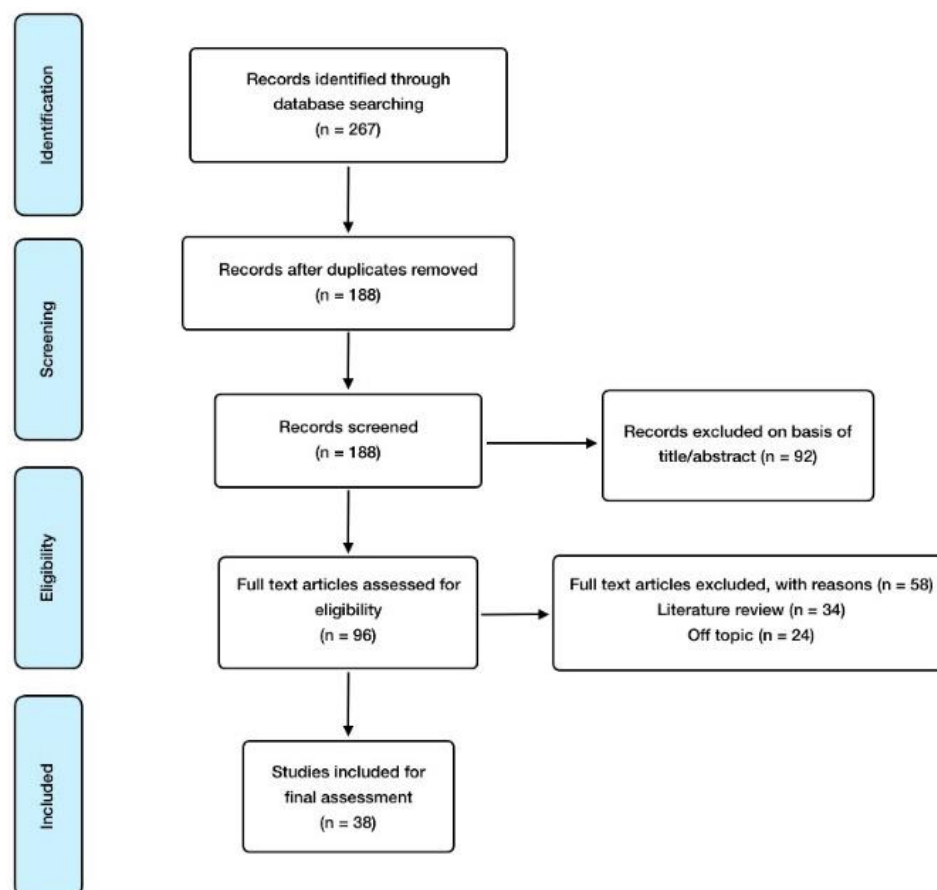 Identification
Records identified through
database searching
(n = 267)
Screening
Records after duplicates removed
(n = 188)
Records screened
(n = 188)
Records excluded on basis of
title/abstract (n = 92)
Eligibility
Full text articles assessed for
eligibility
(n = 96)
Full text articles excluded, with reasons (n = 58)
Literature review (n = 34)
Off topic (n = 24)
Included
Studies included for
final assessment
(n = 38)